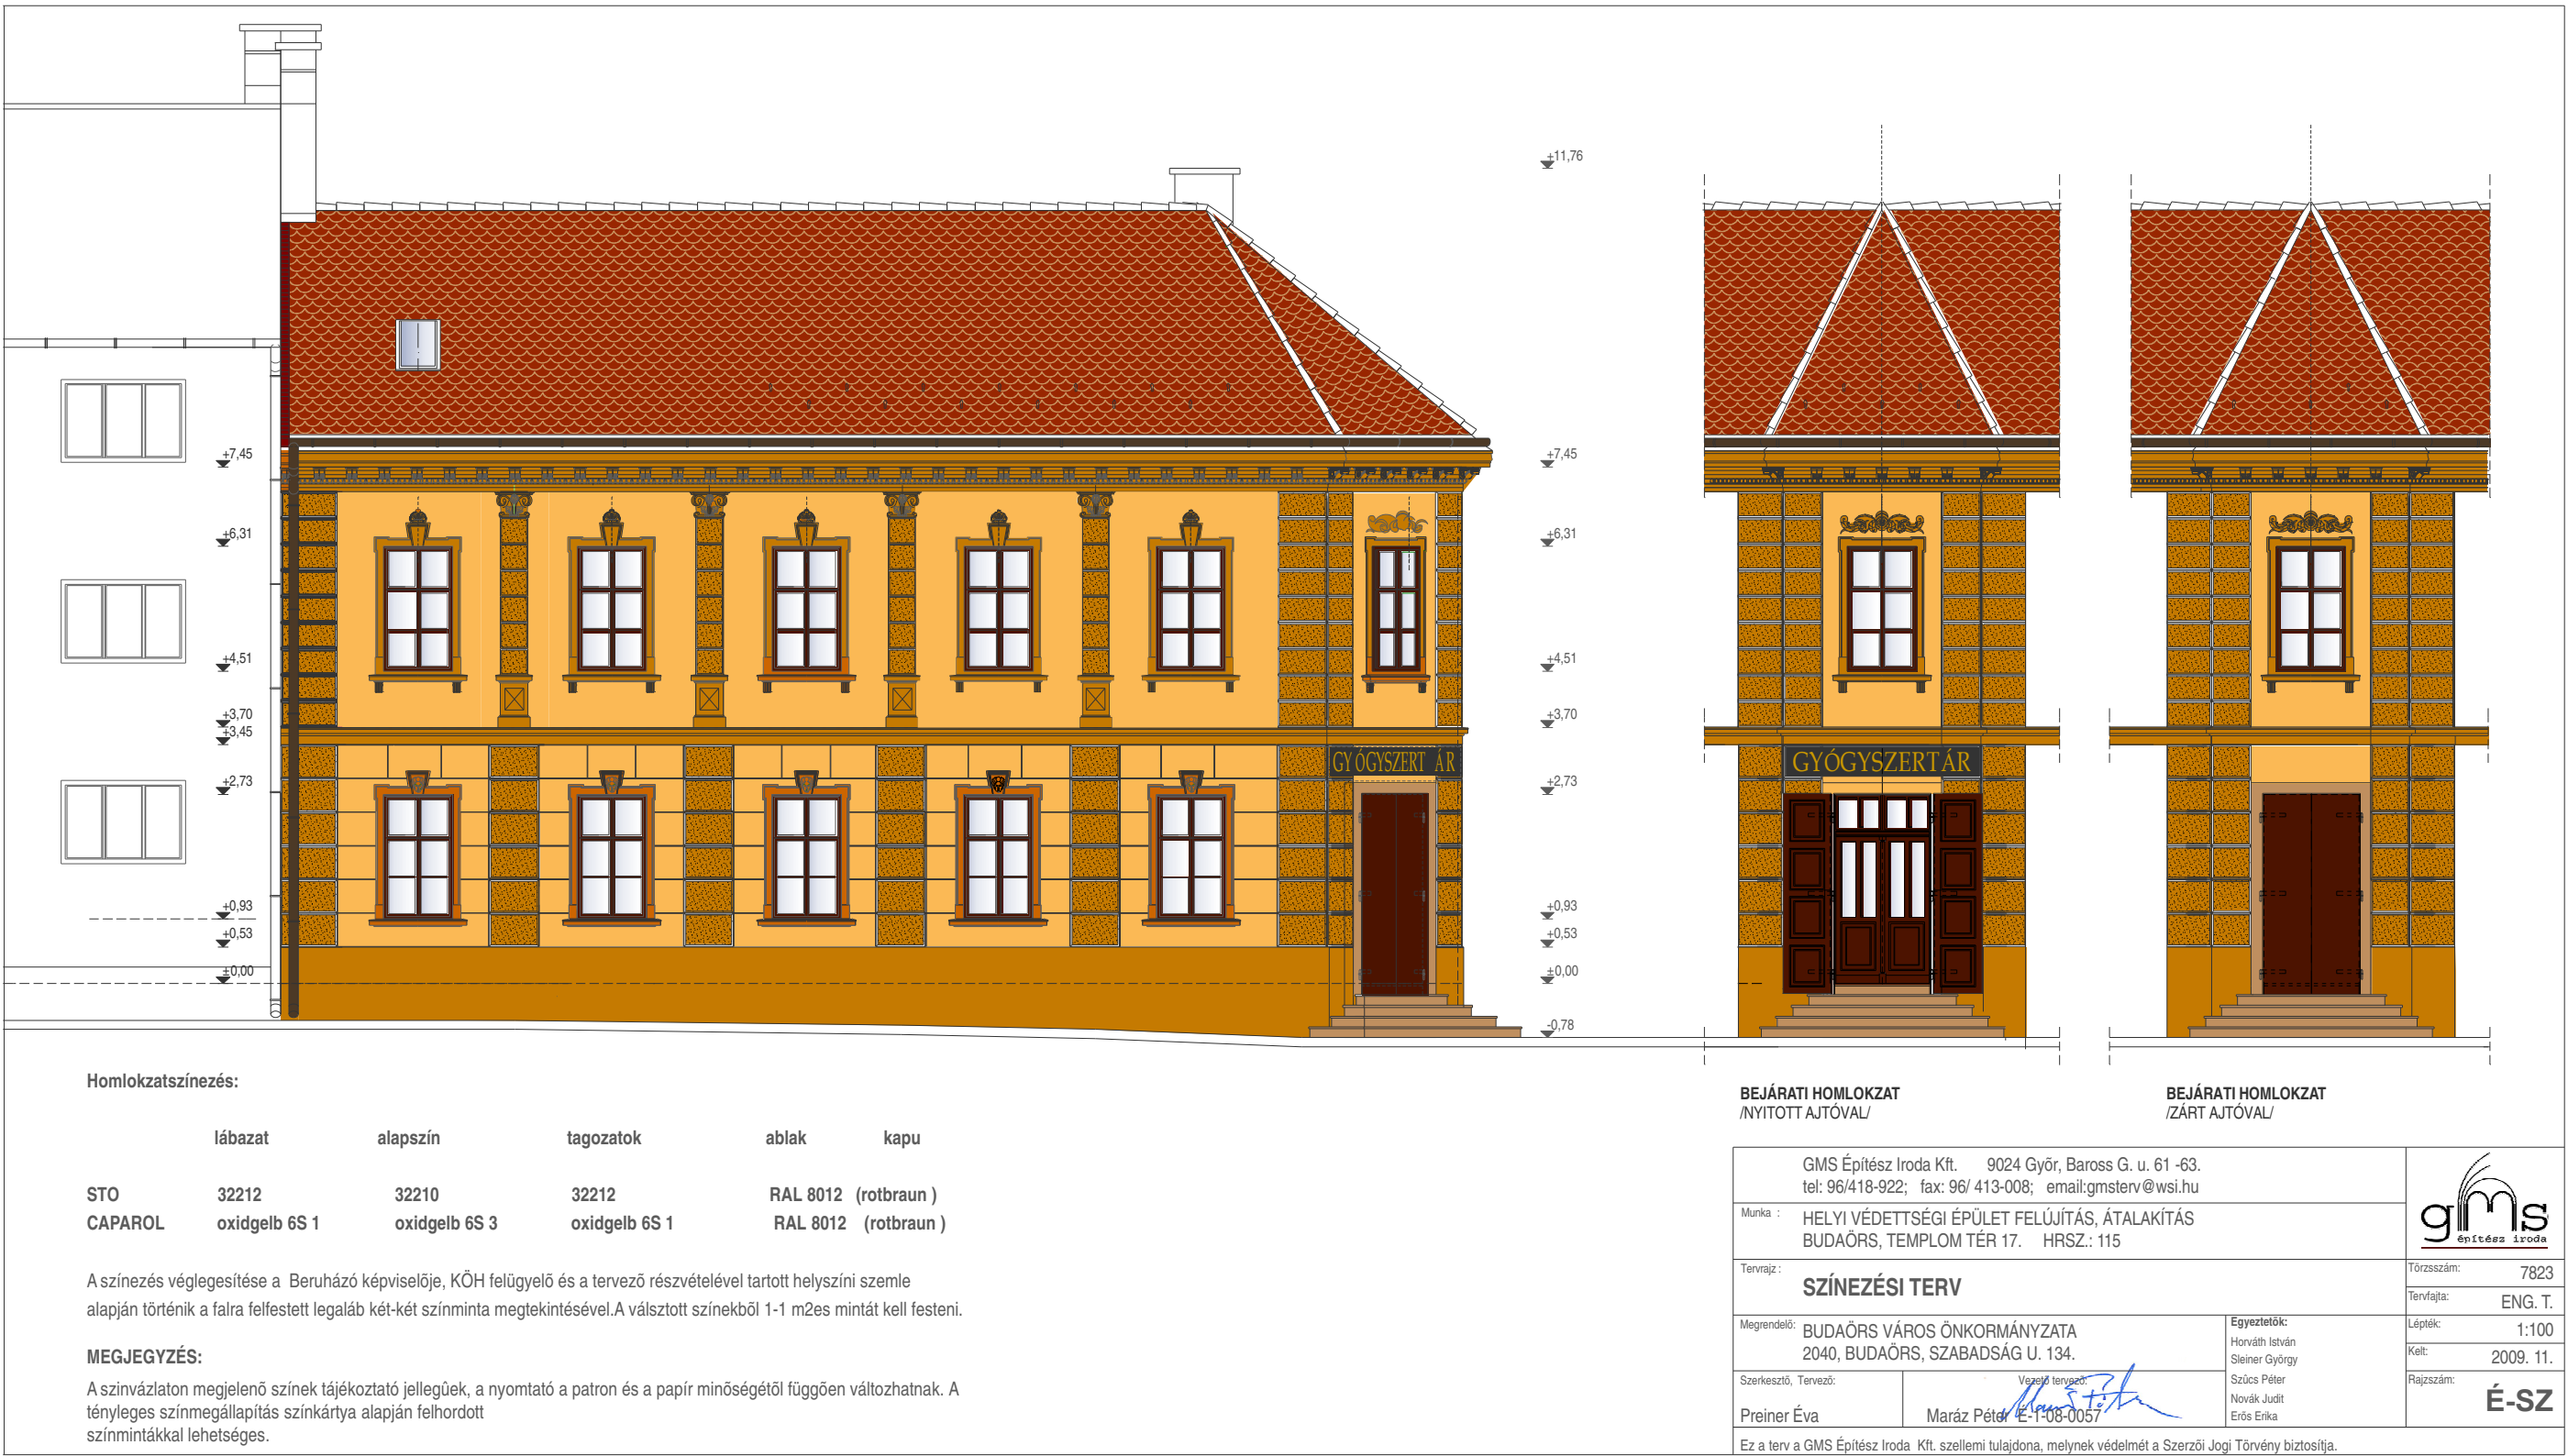 +11,76
+7,45
+7,45
+6,31
+6,31
+4,51
+4,51
+3,70
+3,70
+3,45
GYÓGYSZERT ÁR
GYÓGYSZERTÁR
+2,73
+2,73
+0,93
+0,93
+0,53
+0,53
±0,00
±0,00
-0,78
Homlokzatszínezés:
lábazat alapszín tagozatok ablak kapu
STO 32212 32210 32212 RAL 8012 (rotbraun )
CAPAROL oxidgelb 6S 1 oxidgelb 6S 3 oxidgelb 6S 1 RAL 8012 (rotbraun )
A színezés véglegesítése a Beruházó képviselője, KÖH felügyelő és a tervező részvételével tartott helyszíni szemle
alapján történik a falra felfestett legaláb két-két színminta megtekintésével.A válsztott színekből 1-1 m2es mintát kell festeni.
MEGJEGYZÉS:
A szinvázlaton megjelenő színek tájékoztató jellegűek, a nyomtató a patron és a papír minőségétől függően változhatnak. A
tényleges színmegállapítás színkártya alapján felhordott
színmintákkal lehetséges.
BEJÁRATI HOMLOKZAT
/NYITOTT AJTÓVAL/
BEJÁRATI HOMLOKZAT
/ZÁRT AJTÓVAL/
GMS Építész Iroda Kft. 9024 Győr, Baross G. u. 61 -63.
tel: 96/418-922; fax: 96/ 413-008; email:gmsterv@wsi.hu
gms
építész iroda
Munka : HELYI VÉDETTSÉGI ÉPÜLET FELÚJÍTÁS, ÁTALAKÍTÁS
BUDAÖRS, TEMPLOM TÉR 17. HRSZ.: 115
Tervrajz : SZÍNEZÉSI TERV
Törzsszám: 7823
Tervfajta: ENG. T.
Megrendelő: BUDAÖRS VÁROS ÖNKORMÁNYZATA
2040, BUDAÖRS, SZABADSÁG U. 134.
Egyeztetők:
Horváth István
Sleiner György
Szűcs Péter
Novák Judit
Erős Erika
Lépték: 1:100
Kelt: 2009. 11.
Rajzszám: É-SZ
Szerkesztő, Tervező:
Preiner Éva
Vezető tervező:
Maráz Péter É-1-08-0057
Ez a terv a GMS Építész Iroda Kft. szellemi tulajdona, melynek védelmét a Szerzői Jogi Törvény biztosítja.